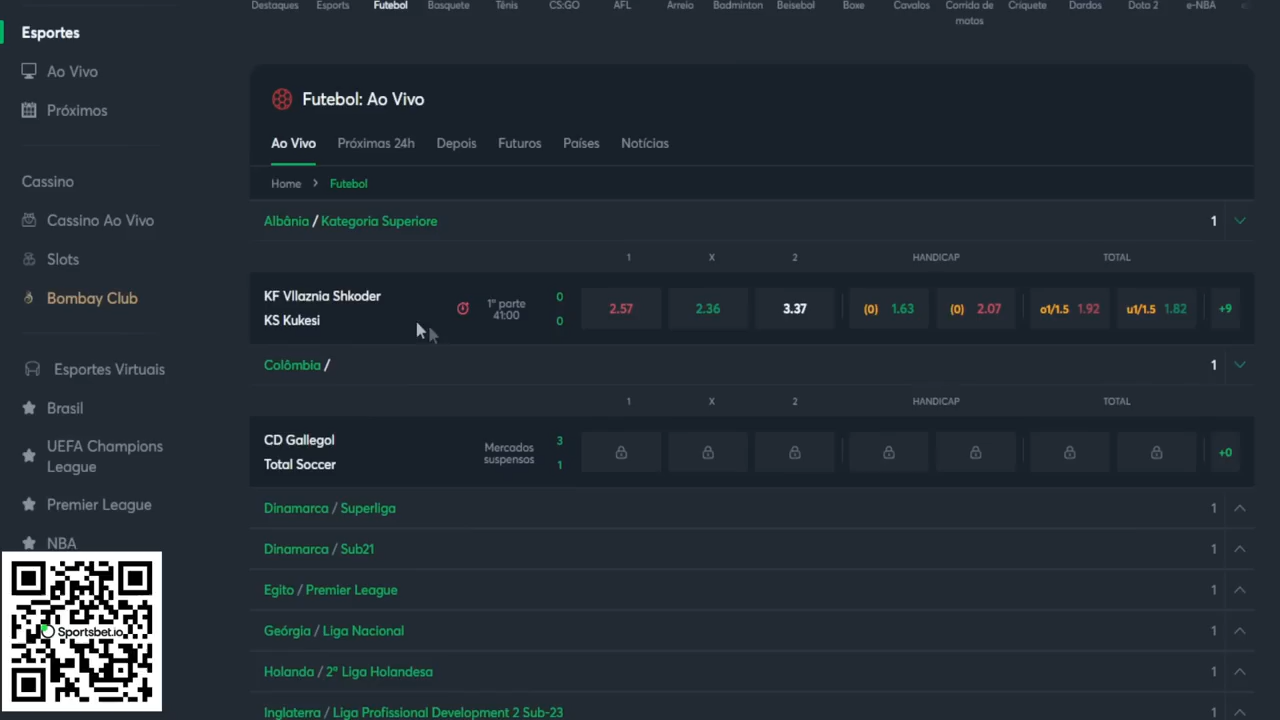 Destaques Esports Futebol Basquete Tênis CS:GO AFL Arreio Badminton Beisebol Boxe Cavalos Corrida de motos Críquete Dardos Dota 2 e-NBA
Esportes
Ao Vivo
Próximos
Cassino
Cassino Ao Vivo
Slots
Bombay Club
Esportes Virtuais
Brasil
UEFA Champions
League
Premier League
NBA
Sportsbet.io
Futebol: Ao Vivo
Ao Vivo Próximas 24h Depois Futuros Países Notícias
Home > Futebol
Albânia / Kategoria Superiore 1
1 X 2 HANDICAP TOTAL
KF Vllaznia Shkoder 1ª parte 0
KS Kukesi 41:00 0
2.57 2.36 3.37 (0) 1.63 (0) 2.07 o1/1.5 1.92 u1/1.5 1.82 +9
Colômbia / 1
1 X 2 HANDICAP TOTAL
CD Gallegol Mercados 3
Total Soccer suspensos 1
+0
Dinamarca / Superliga 1
Dinamarca / Sub21 1
Egito / Premier League 1
Geórgia / Liga Nacional 1
Holanda / 2ª Liga Holandesa 1
Inglaterra / Liga Profissional Development 2 Sub-23 1